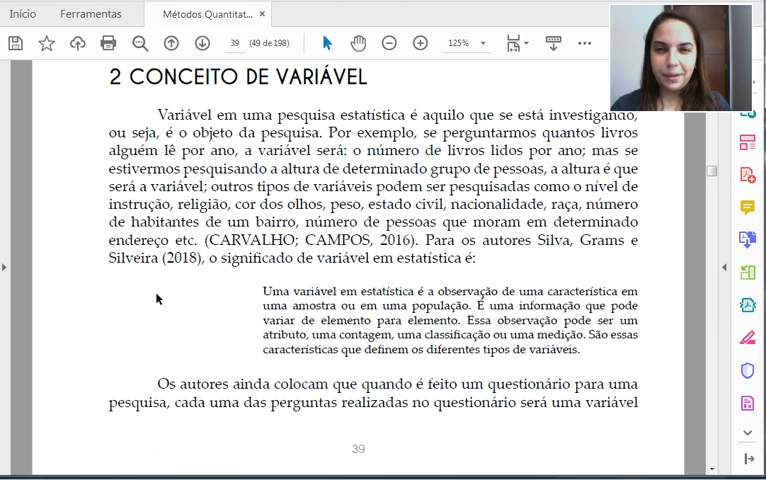 Início
Ferramentas
Métodos Quantitat... ×
39 (49 de 198)
125%
2 CONCEITO DE VARIÁVEL
Variável em uma pesquisa estatística é aquilo que se está investigando,
ou seja, é o objeto da pesquisa. Por exemplo, se perguntarmos quantos livros
alguém lê por ano, a variável será: o número de livros lidos por ano; mas se
estivermos pesquisando a altura de determinado grupo de pessoas, a altura é que
será a variável; outros tipos de variáveis podem ser pesquisadas como o nível de
instrução, religião, cor dos olhos, peso, estado civil, nacionalidade, raça, número
de habitantes de um bairro, número de pessoas que moram em determinado
endereço etc. (CARVALHO; CAMPOS, 2016). Para os autores Silva, Grams e
Silveira (2018), o significado de variável em estatística é:
Uma variável em estatística é a observação de uma característica em
uma amostra ou em uma população. É uma informação que pode
variar de elemento para elemento. Essa observação pode ser um
atributo, uma contagem, uma classificação ou uma medição. São essas
características que definem os diferentes tipos de variáveis.
Os autores ainda colocam que quando é feito um questionário para uma
pesquisa, cada uma das perguntas realizadas no questionário será uma variável
39